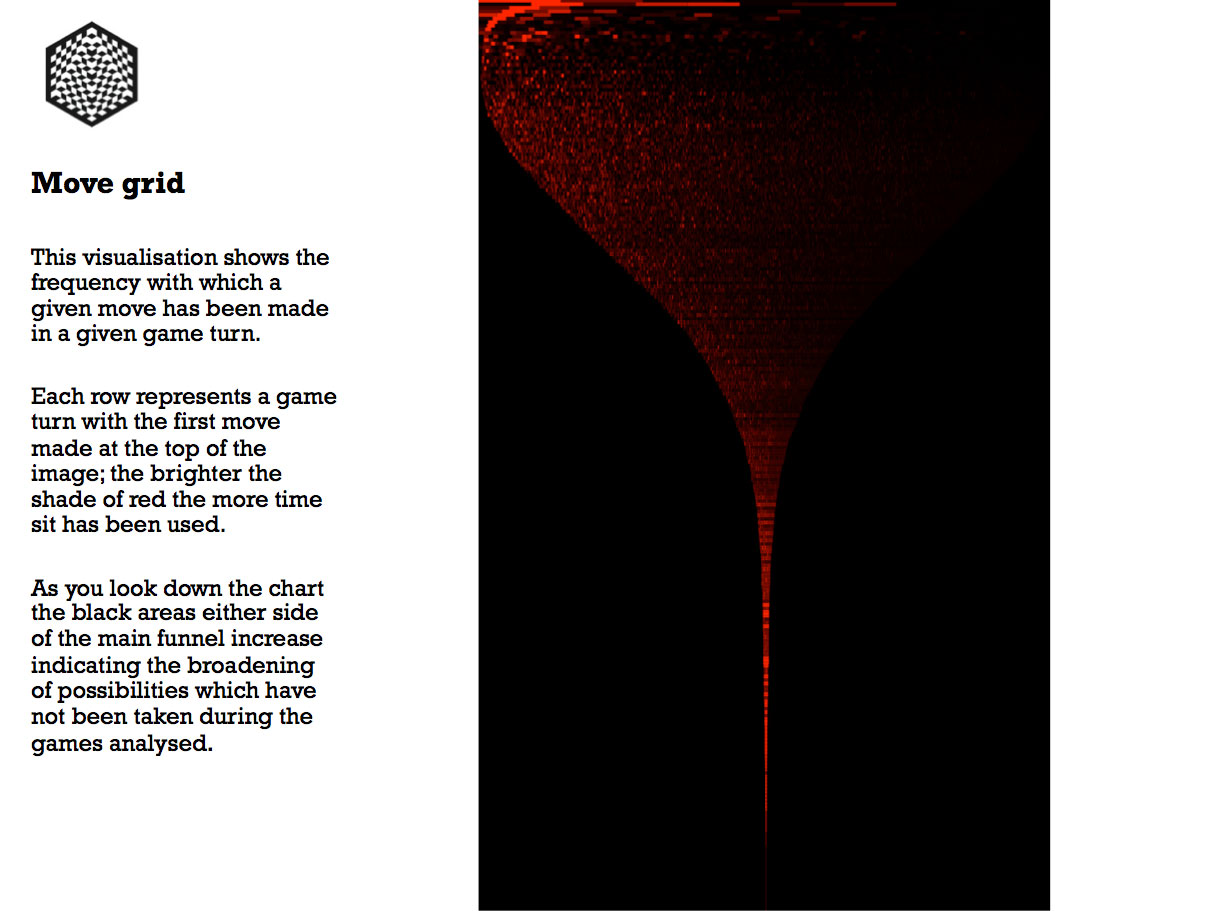 Move grid
This visualisation shows the
frequency with which a
given move has been made
in a given game turn.
Each row represents a game
turn with the first move
made at the top of the
image; the brighter the
shade of red the more time
sit has been used.
As you look down the chart
the black areas either side
of the main funnel increase
indicating the broadening
of possibilities which have
not been taken during the
games analysed.